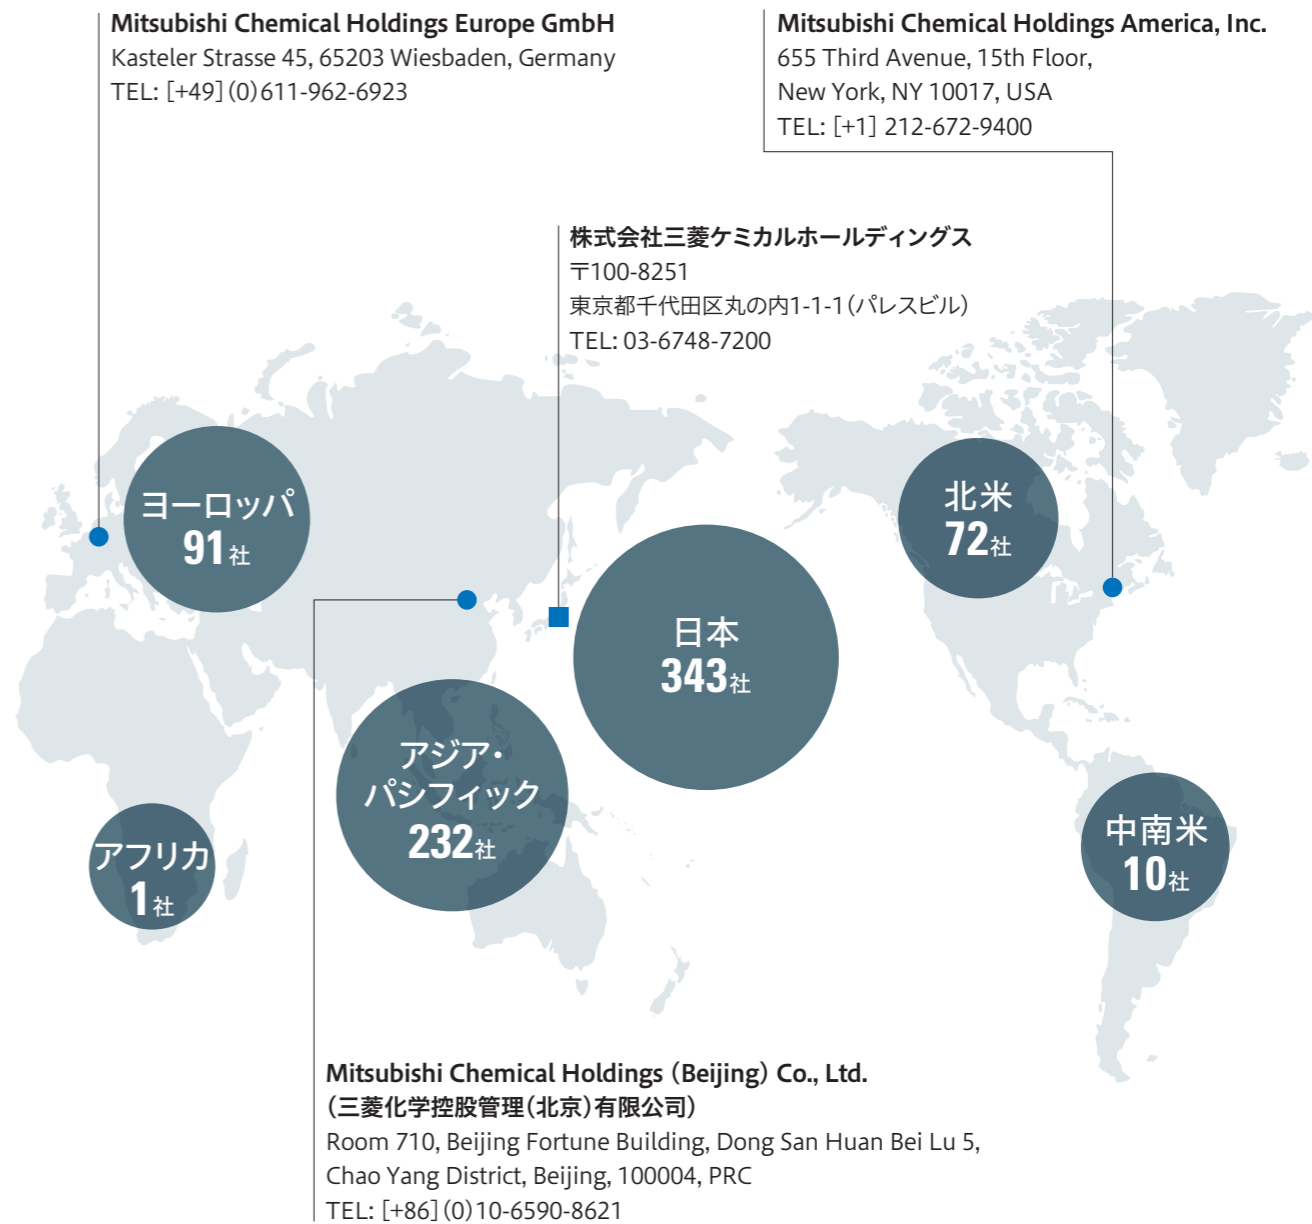 Mitsubishi Chemical Holdings Europe GmbH
Kasteler Strasse 45, 65203 Wiesbaden, Germany
TEL: [+49](0)611-962-6923
Mitsubishi Chemical Holdings America, Inc.
655 Third Avenue, 15th Floor,
New York, NY 10017, USA
TEL: [+1] 212-672-9400
株式会社三菱ケミカルホールディングス
〒100-8251
東京都千代田区丸の内1-1-1(パレスビル)
TEL: 03-6748-7200
ヨーロッパ
91社
北米
72社
日本
343社
アジア・
パシフィック
232社
アフリカ
1社
中南米
10社
Mitsubishi Chemical Holdings (Beijing) Co., Ltd.
(三菱化学控股管理(北京)有限公司)
Room 710, Beijing Fortune Building, Dong San Huan Bei Lu 5,
Chao Yang District, Beijing, 100004, PRC
TEL: [+86](0)10-6590-8621